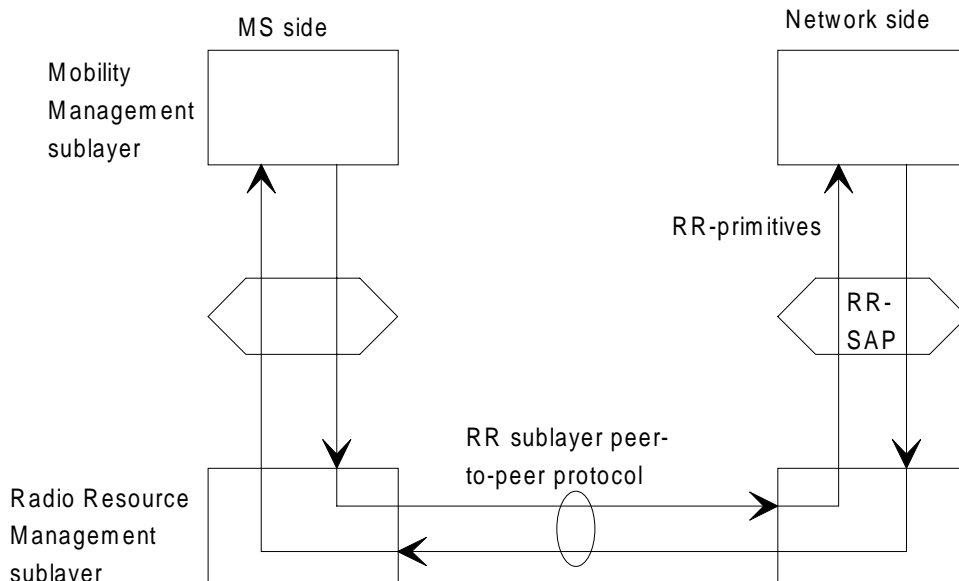 MS side
Network side
Mobility
Management
sublayer
RR-primitives
RR-
SAP
RR sublayer peer-
to-peer protocol
Radio Resource
Management
sublayer